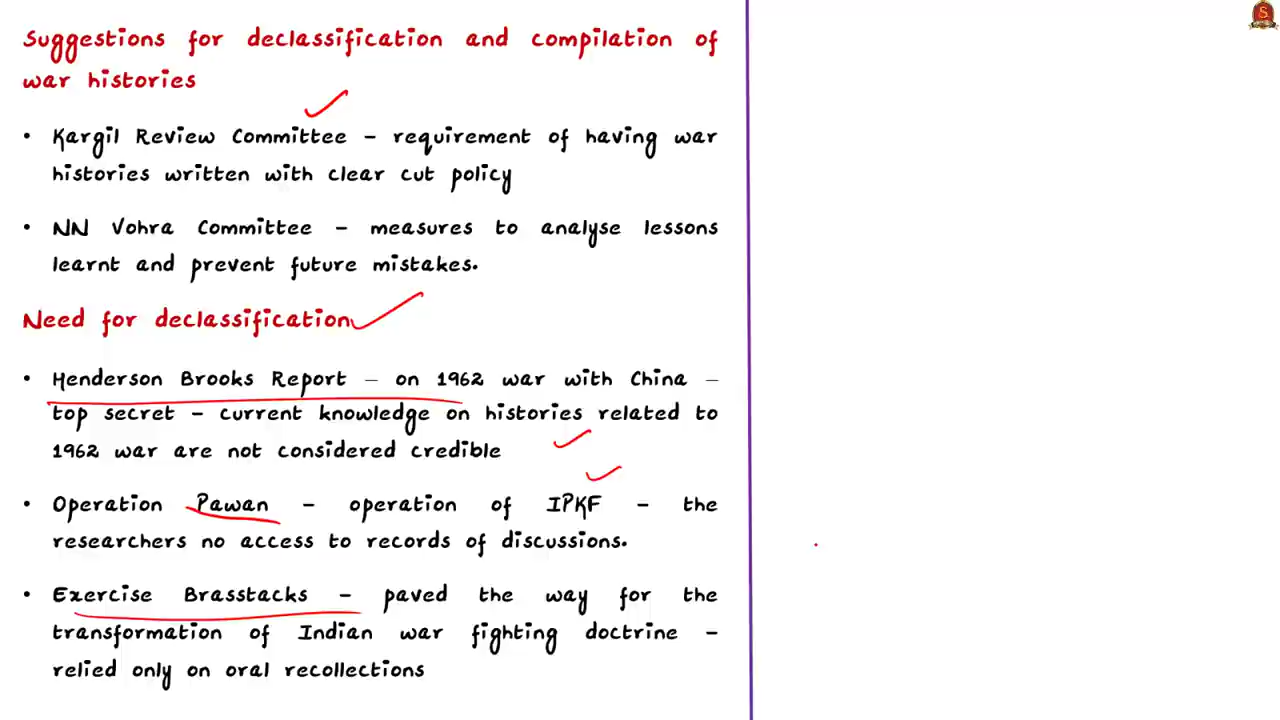 Suggestions for declassification and compilation of
war histories
• Kargil Review Committee – requirement of having war
histories written with clear cut policy
• NN Vohra Committee – measures to analyse lessons
learnt and prevent future mistakes.
Need for declassification
• Henderson Brooks Report – on 1962 war with China –
top secret – current knowledge on histories related to
1962 war are not considered credible
• Operation Pawan – operation of IPKF – the
researchers no access to records of discussions.
• Exercise Brasstacks – paved the way for the
transformation of Indian war fighting doctrine –
relied only on oral recollections